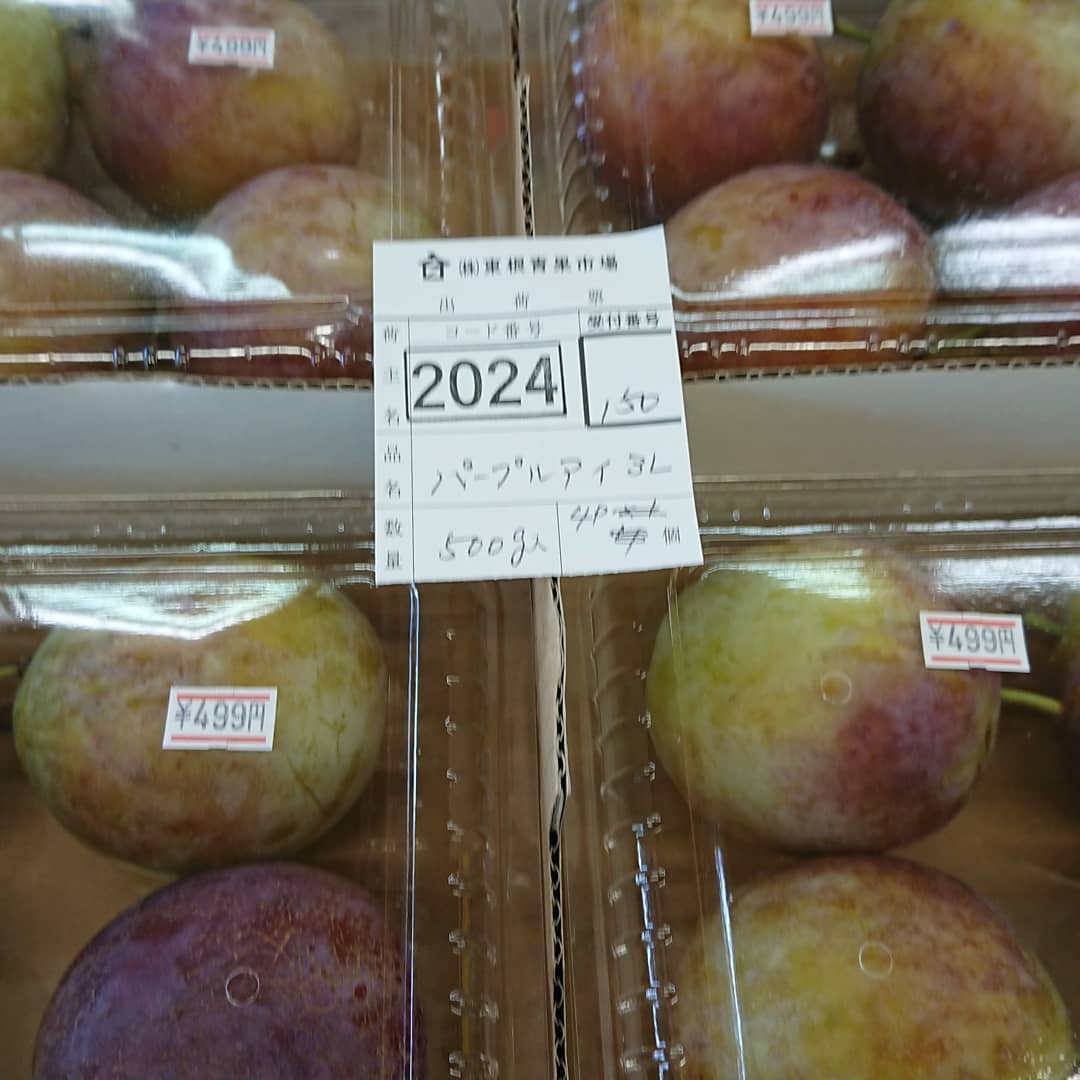 ¥499円
¥499円
㈱東根青果市場
出荷票
荷主名
コード番号
受付番号
2024
150
品名
パープルアイ 3L
数量
500g入
4P
個
¥499円
¥499円